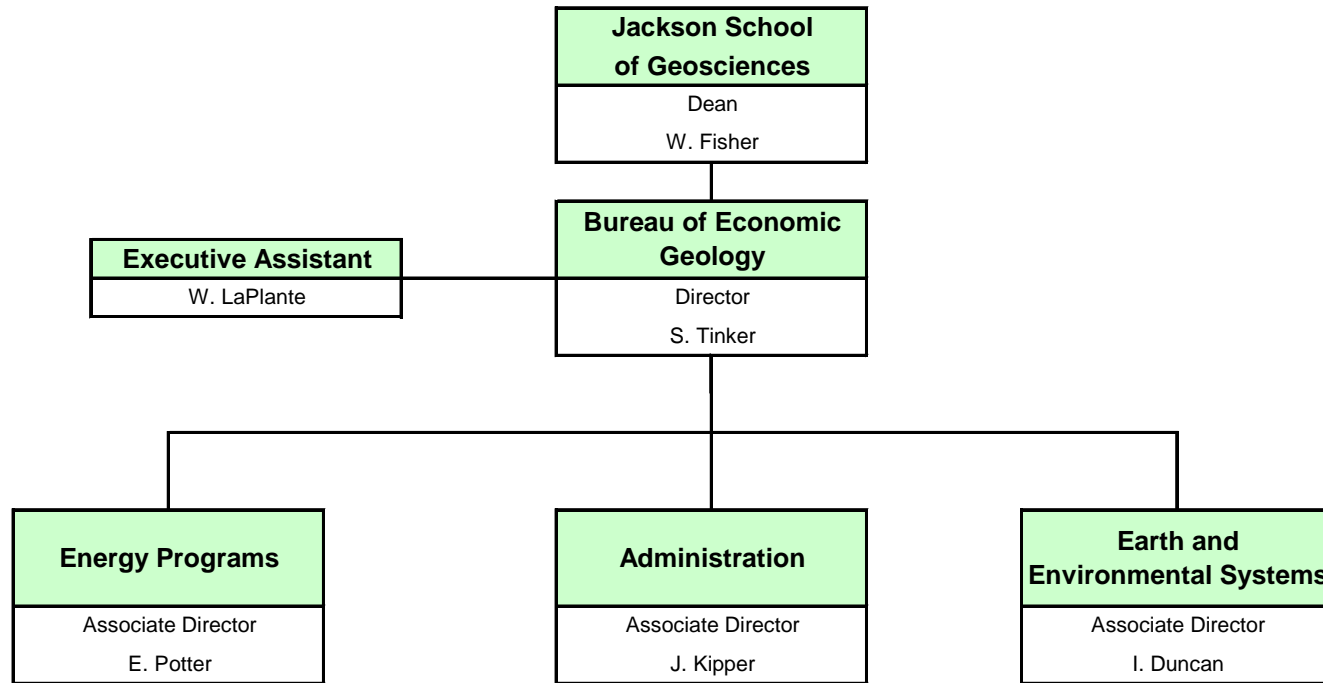 Jackson School
of Geosciences
Dean
W. Fisher
Bureau of Economic
Geology
Director
S. Tinker
Executive Assistant
W. LaPlante
Energy Programs
Associate Director
E. Potter
Administration
Associate Director
J. Kipper
Earth and
Environmental Systems
Associate Director
I. Duncan